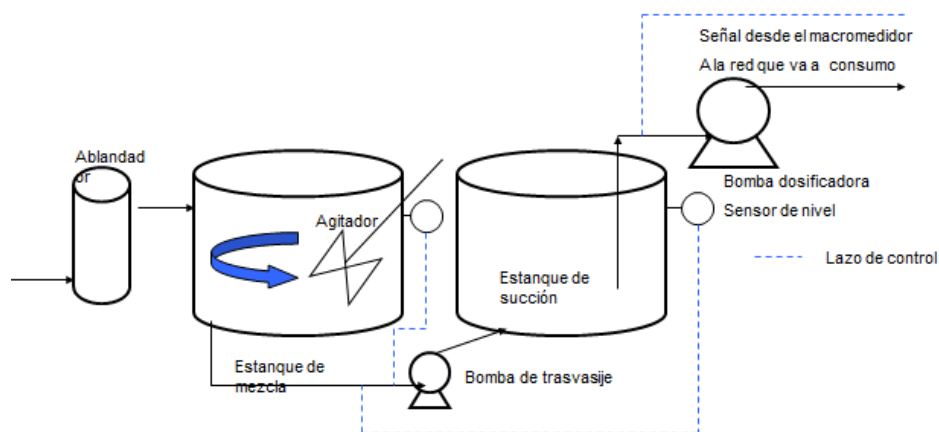 Señal desde el macromedidor
A la red que va a consumo
Ablandad
or
Bomba dosificadora
Agitador
Sensor de nivel
Lazo de control
Estanque de
succión
Estanque de
mezcla
Bomba de trasvasije